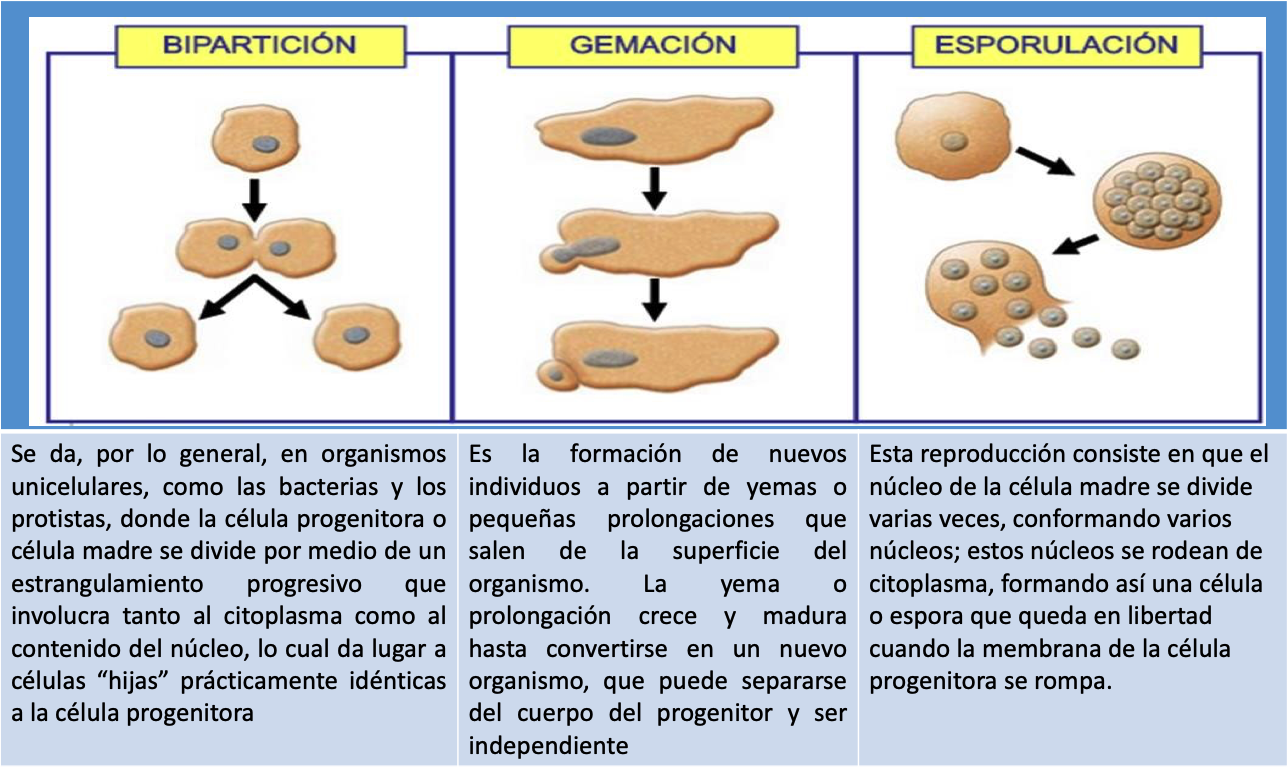 BIPARTICIÓN
GEMACIÓN
ESPORULACIÓN
Se da, por lo general, en organismos
unicelulares, como las bacterias y los
protistas, donde la célula progenitora o
célula madre se divide por medio de un
estrangulamiento progresivo que
involucra tanto al citoplasma como al
contenido del núcleo, lo cual da lugar a
células “hijas” prácticamente idénticas
a la célula progenitora
Es la formación de nuevos
individuos a partir de yemas o
pequeñas prolongaciones que
salen de la superficie del
organismo. La yema o
prolongación crece y madura
hasta convertirse en un nuevo
organismo, que puede separarse
del cuerpo del progenitor y ser
independiente
Esta reproducción consiste en que el
núcleo de la célula madre se divide
varias veces, conformando varios
núcleos; estos núcleos se rodean de
citoplasma, formando así una célula
o espora que queda en libertad
cuando la membrana de la célula
progenitora se rompa.